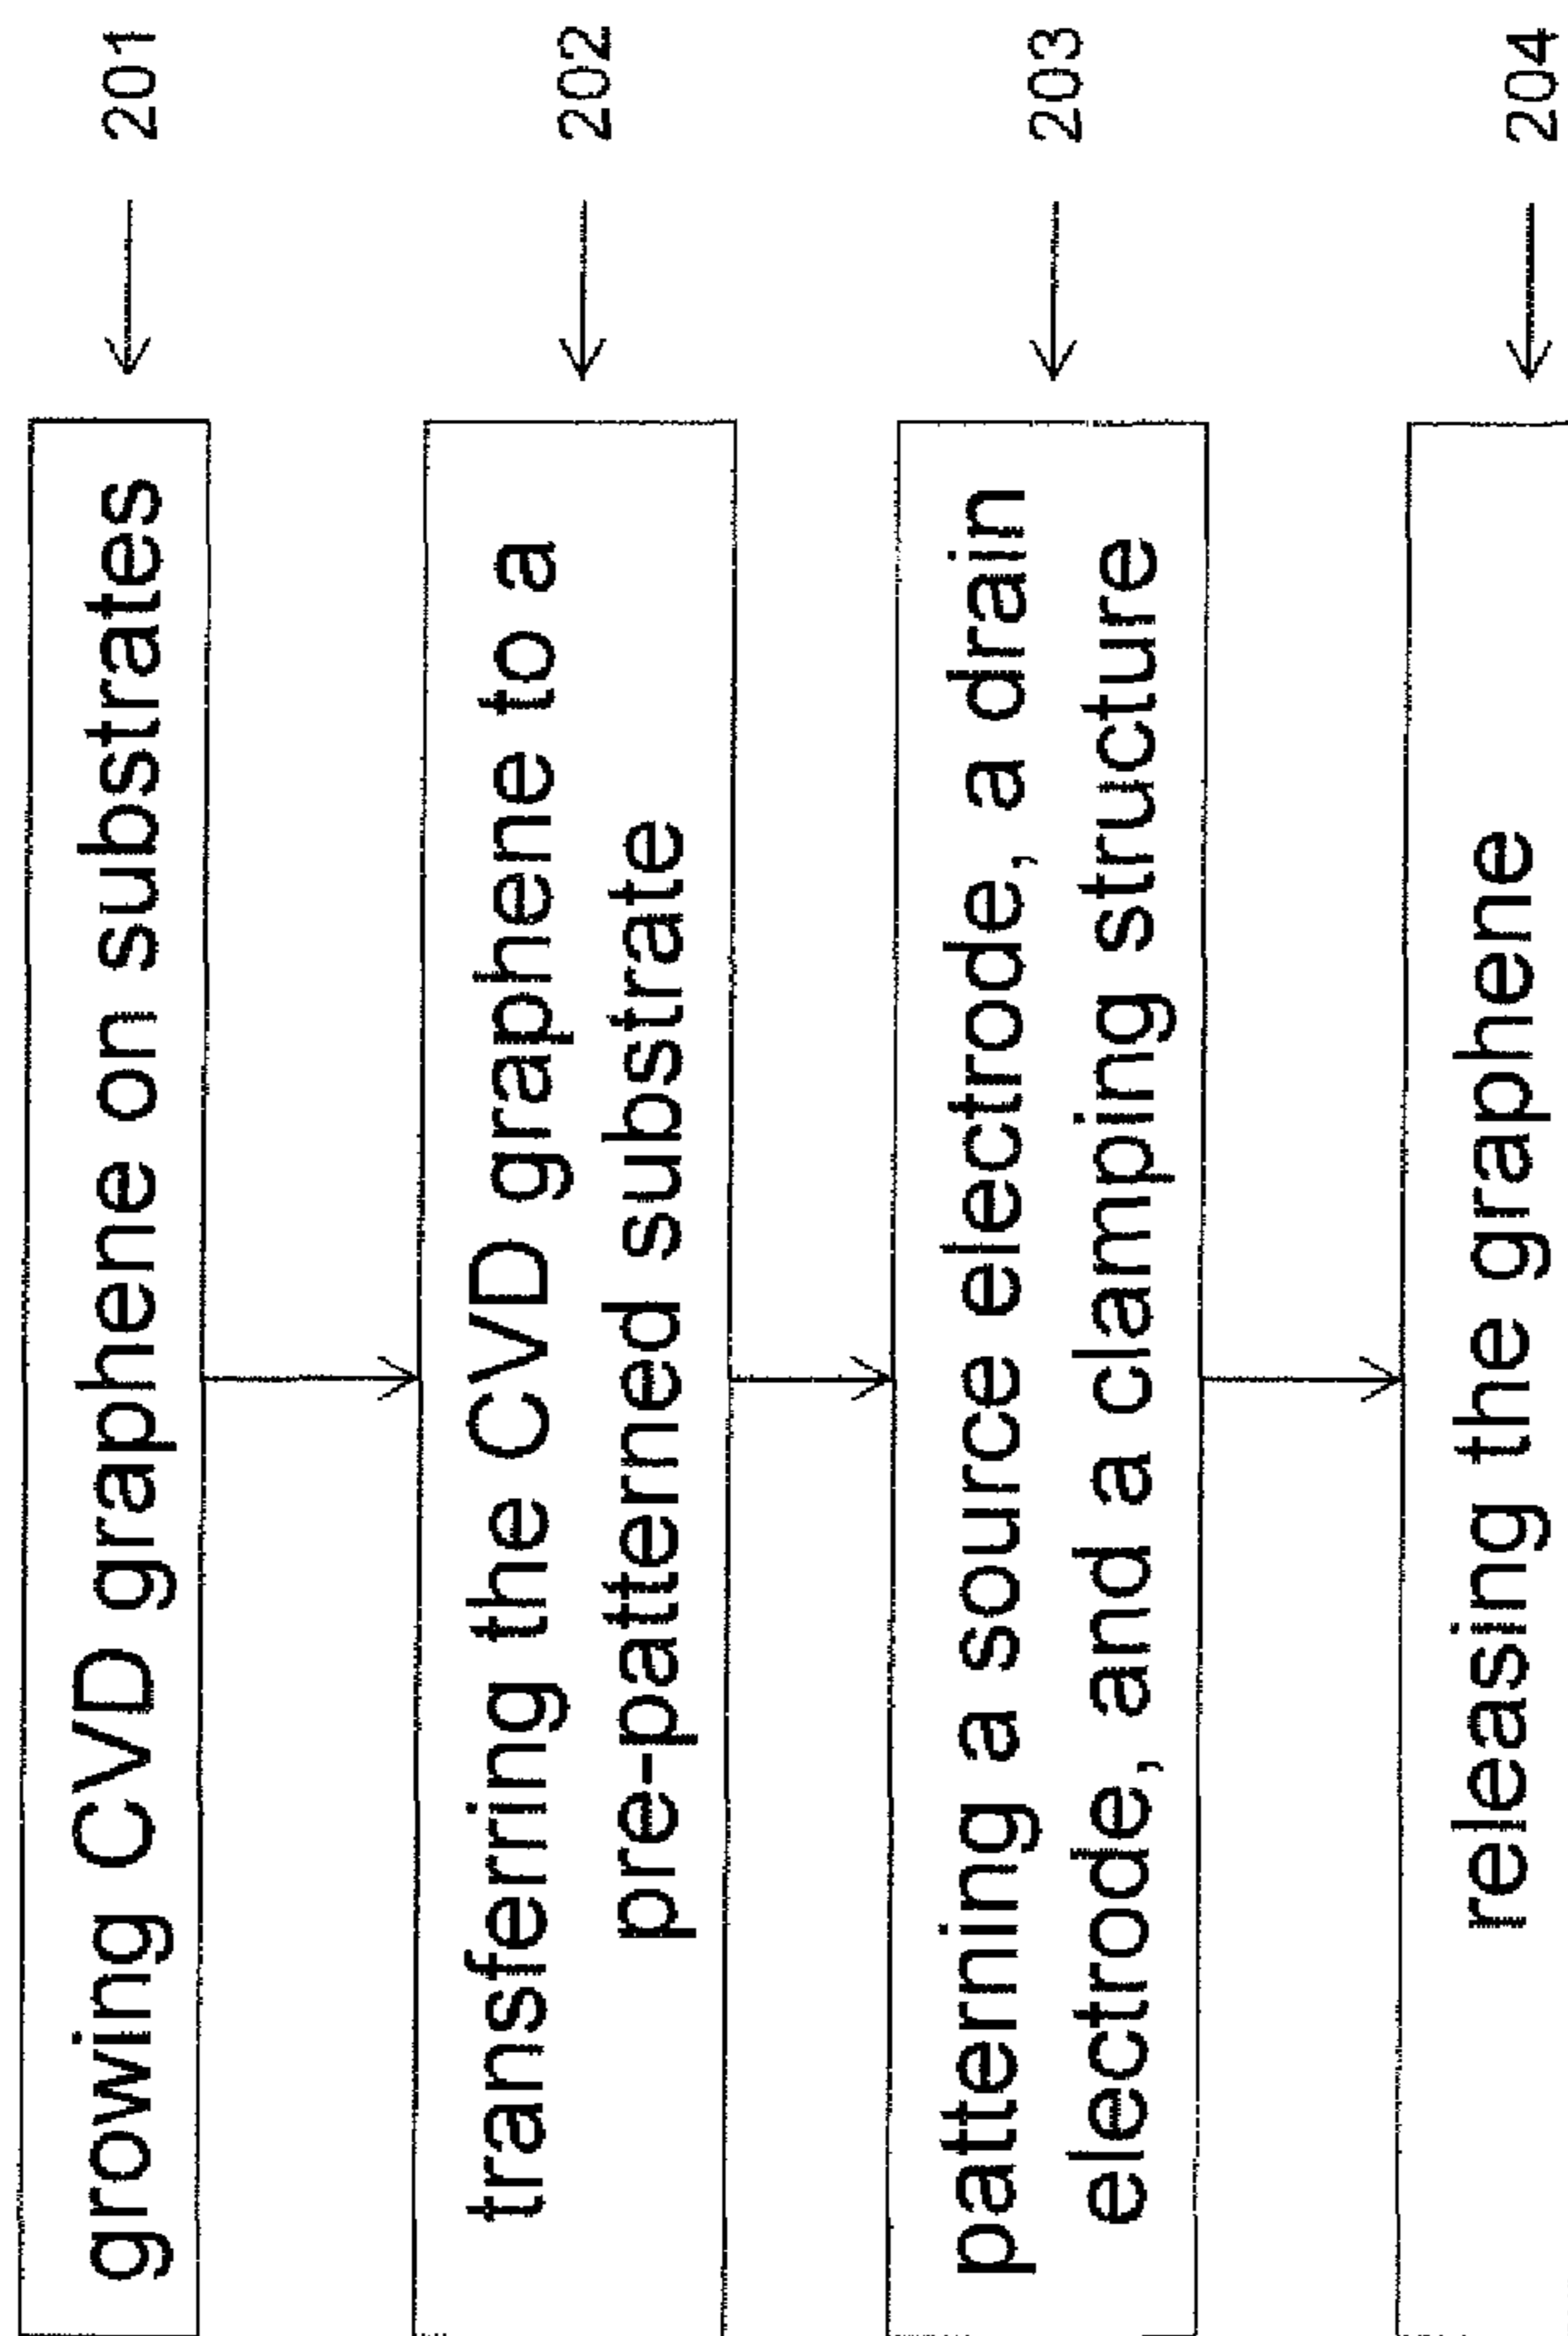 growing CVD graphene on substrates
201
transferring the CVD graphene to a
pre-patterned substrate
202
patterning a source electrode, a drain
electrode, and a clamping structure
203
releasing the graphene
204